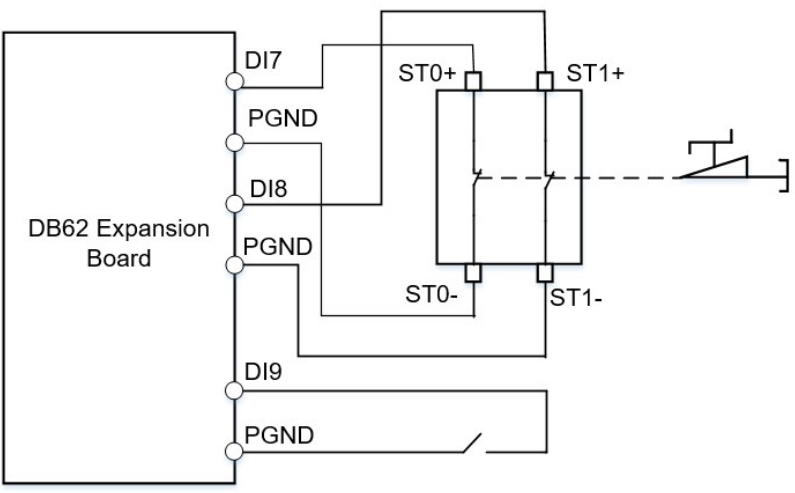 DI7
ST0+
ST1+
PGND
DI8
DB62 Expansion
Board
PGND
ST0-
ST1-
DI9
PGND